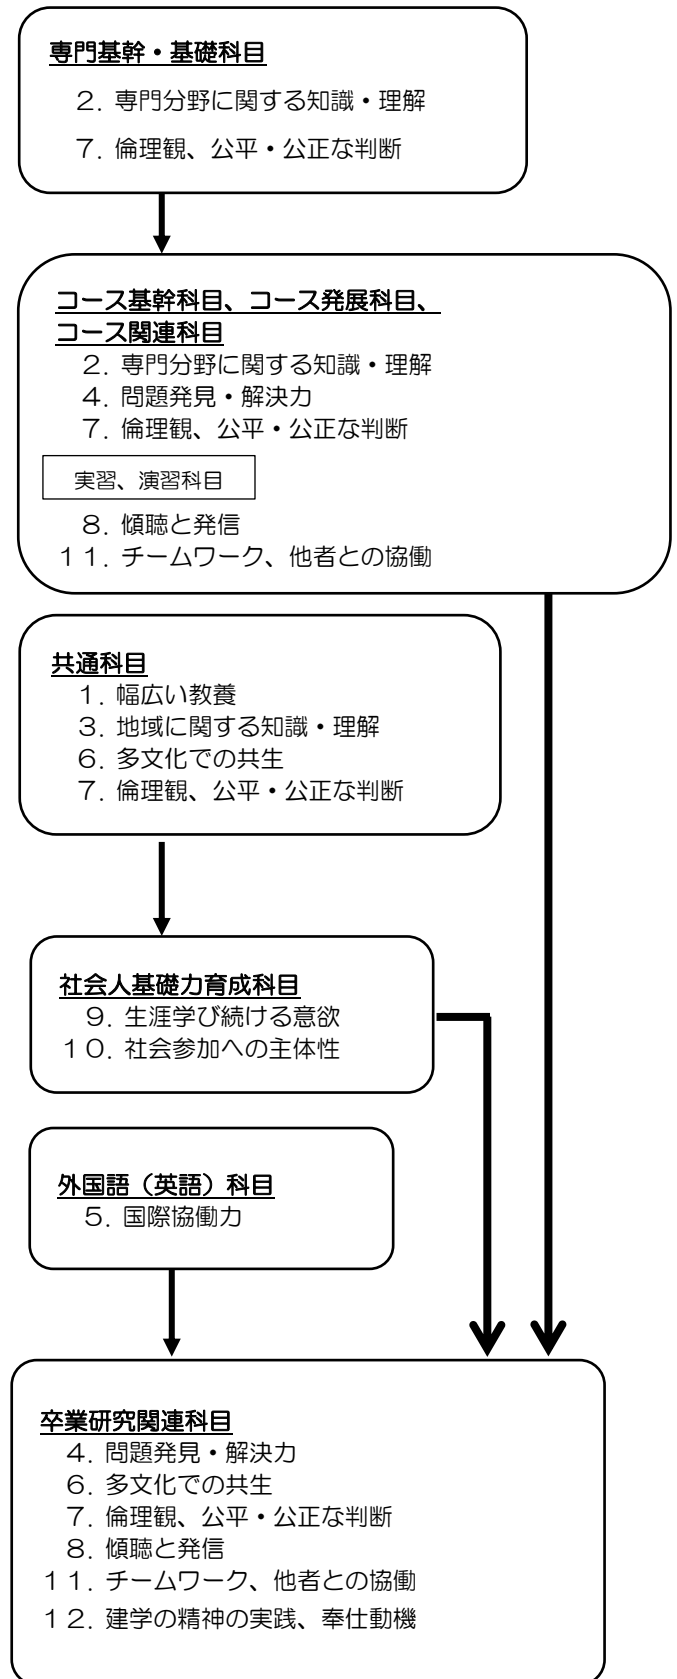 専門基幹・基礎科目
２．専門分野に関する知識・理解
７．倫理観、公平・公正な判断
コース基幹科目、コース発展科目、
コース関連科目
２．専門分野に関する知識・理解
４．問題発見・解決力
７．倫理観、公平・公正な判断
実習、演習科目
８．傾聴と発信
１１．チームワーク、他者との協働
共通科目
１．幅広い教養
３．地域に関する知識・理解
６．多文化での共生
７．倫理観、公平・公正な判断
社会人基礎力育成科目
９．生涯学び続ける意欲
１０．社会参加への主体性
外国語（英語）科目
５．国際協働力
卒業研究関連科目
４．問題発見・解決力
６．多文化での共生
７．倫理観、公平・公正な判断
８．傾聴と発信
１１．チームワーク、他者との協働
１２．建学の精神の実践、奉仕動機